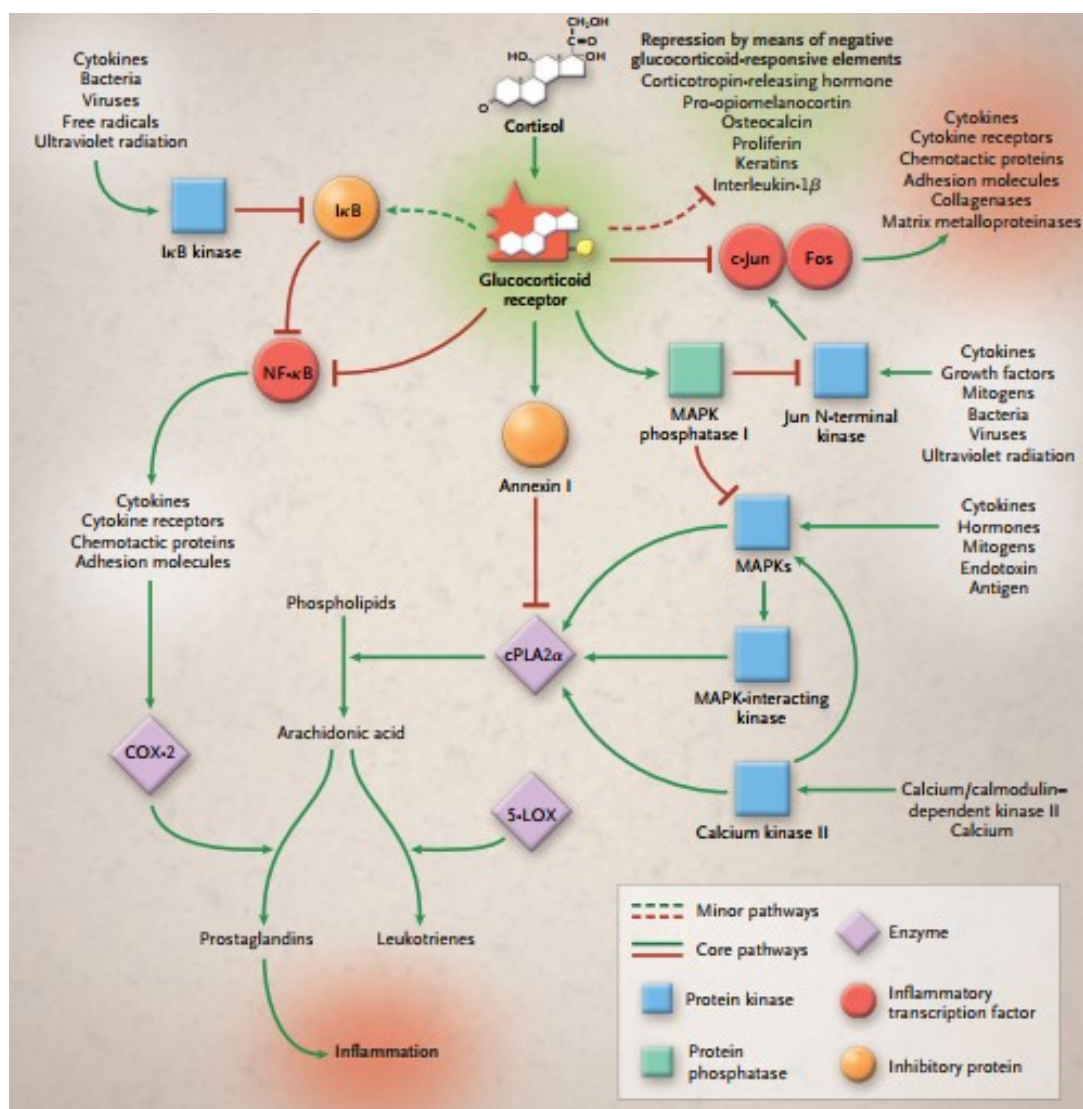 CH₂OH
C=O
HO
OH
O
Cortisol
Repression by means of negative
glucocorticoid-responsive elements
Corticotropin-releasing hormone
Pro-opiomelanocortin
Osteocalcin
Proliferin
Keratins
Interleukin-1β
Cytokines
Bacteria
Viruses
Free radicals
Ultraviolet radiation
Cytokines
Cytokine receptors
Chemotactic proteins
Adhesion molecules
Collagenases
Matrix metalloproteinases
IκB kinase
IκB
Glucocorticoid
receptor
c-Jun
Fos
NF-κB
Annexin I
MAPK
phosphatase I
Jun N-terminal
kinase
Cytokines
Growth factors
Mitogens
Bacteria
Viruses
Ultraviolet radiation
Cytokines
Cytokine receptors
Chemotactic proteins
Adhesion molecules
MAPKs
Cytokines
Hormones
Mitogens
Endotoxin
Antigen
Phospholipids
cPLA2α
MAPK-interacting
kinase
Arachidonic acid
COX-2
5-LOX
Calcium kinase II
Calcium/calmodulin-
dependent kinase II
Calcium
Prostaglandins
Leukotrienes
Inflammation
Minor pathways
Core pathways
Protein kinase
Protein
phosphatase
Enzyme
Inflammatory
transcription factor
Inhibitory protein